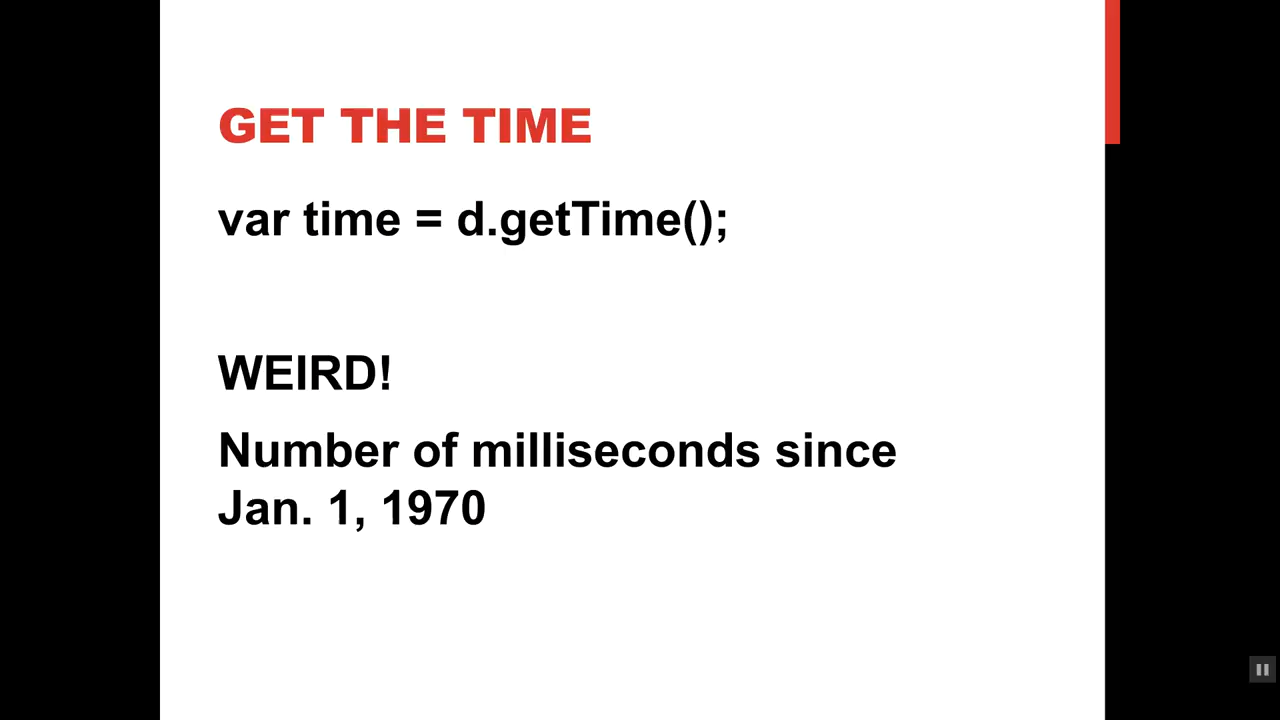 GET THE TIME
var time = d.getTime();
WEIRD!
Number of milliseconds since
Jan. 1, 1970